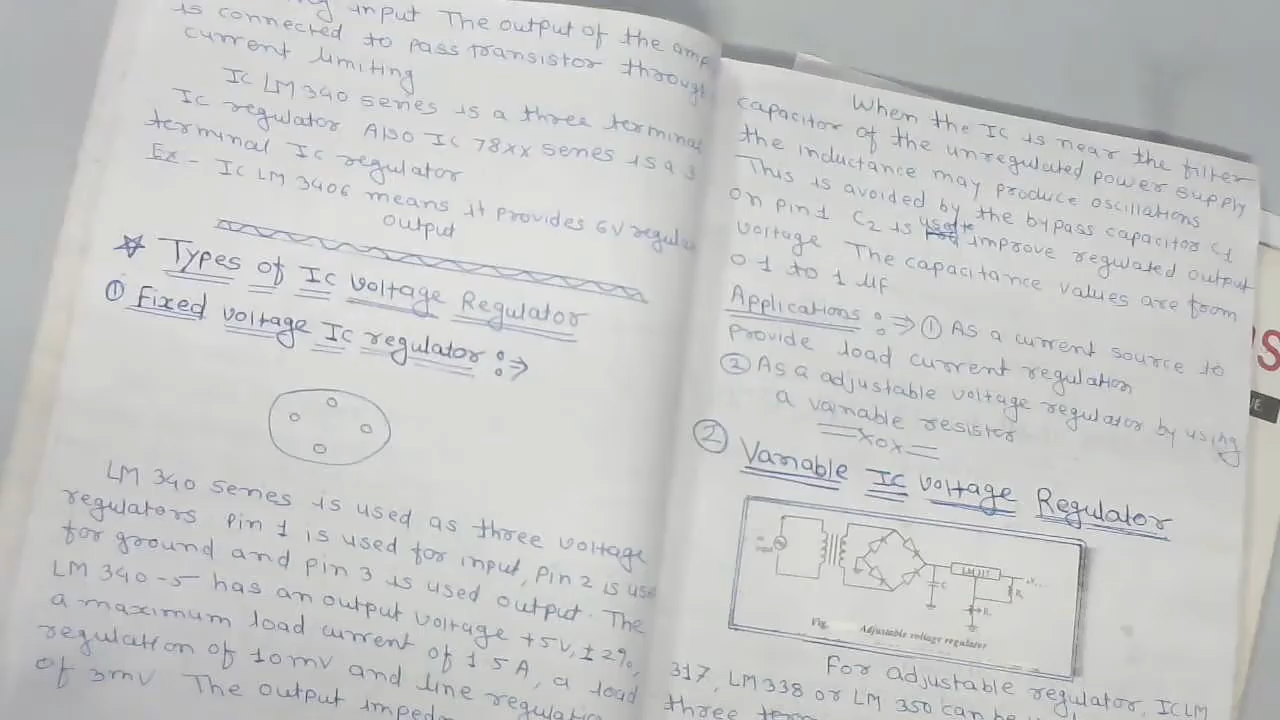 input The output of the amp
is connected to pass transistor throug
current limiting
IC LM 340 series is a three terminal
IC regulator Also IC 78xx series is a 3
terminal IC regulator
Ex - IC LM 3406 means it provides 6V regula
output
☆ Types of IC voltage Regulator
① Fixed voltage IC regulator :⇒
LM 340 series is used as three voltage
regulators Pin 1 is used for input, Pin 2 is use
for ground and Pin 3 is used output. The
LM 340-5 has an output voltage +5V, ± 2%,
a maximum load current of 1 5 A, a load
regulation of 10mv and line regulatio
of 3mv The output imped
When the IC is near the filter
capacitor of the unregulated power supply
the inductance may produce oscillations
This is avoided by the bypass capacitor C1
on pin 1 C2 is used to improve regulated output
voltage The capacitance values are from
0 1 to 1 μf
Applications :⇒ ① As a current source to
provide load current regulation
② As a adjustable voltage regulator by using
a variable resistor
=xox=
② Variable IC voltage Regulator
LM 317
C
R
Fig. Adjustable voltage regulator
For adjustable regulator, IC LM
317, LM338 or LM 350 can be
three